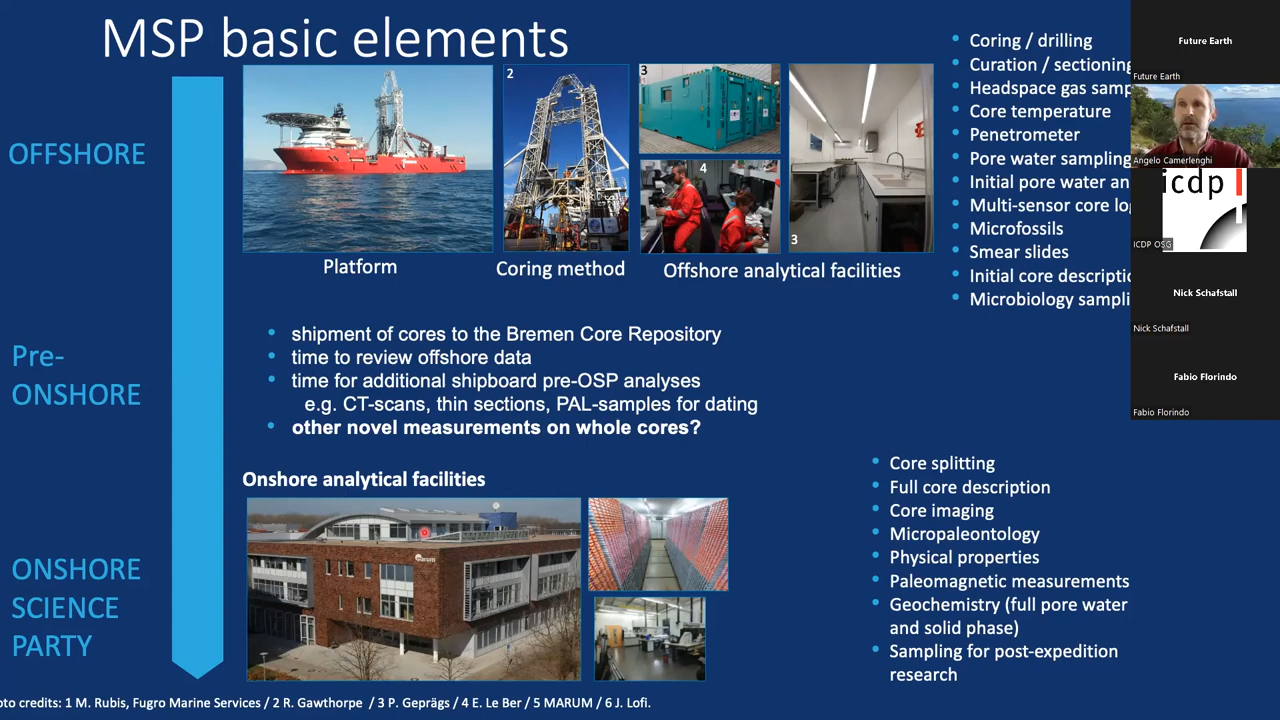 MSP basic elements
OFFSHORE
2
3
4
3
Platform
Coring method
Offshore analytical facilities
Coring / drilling
Curation / sectioning
Headspace gas samp
Core temperature
Penetrometer
Pore water sampling
Initial pore water an
Multi-sensor core lo
Microfossils
Smear slides
Initial core descriptio
Microbiology sampli
Future Earth
Future Earth
Angelo Camerlenghi
icdp
ICDP OSG
Nick Schafstall
Nick Schafstall
Fabio Florindo
Fabio Florindo
Pre-
ONSHORE
shipment of cores to the Bremen Core Repository
time to review offshore data
time for additional shipboard pre-OSP analyses
e.g. CT-scans, thin sections, PAL-samples for dating
other novel measurements on whole cores?
Onshore analytical facilities
marum
ONSHORE
SCIENCE
PARTY
Core splitting
Full core description
Core imaging
Micropaleontology
Physical properties
Paleomagnetic measurements
Geochemistry (full pore water
and solid phase)
Sampling for post-expedition
research
oto credits: 1 M. Rubis, Fugro Marine Services / 2 R. Gawthorpe / 3 P. Geprägs / 4 E. Le Ber / 5 MARUM / 6 J. Lofi.